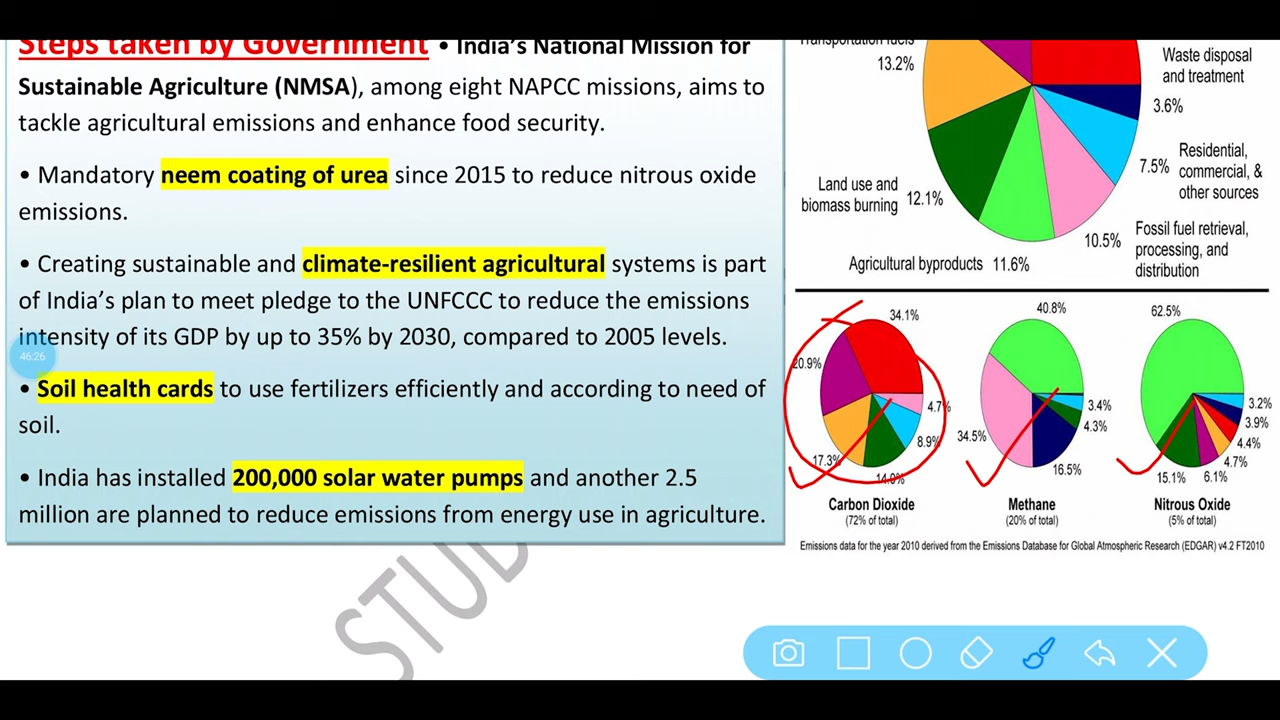 Steps taken by Government • India's National Mission for
Sustainable Agriculture (NMSA), among eight NAPCC missions, aims to
tackle agricultural emissions and enhance food security.
• Mandatory neem coating of urea since 2015 to reduce nitrous oxide
emissions.
• Creating sustainable and climate-resilient agricultural systems is part
of India's plan to meet pledge to the UNFCCC to reduce the emissions
intensity of its GDP by up to 35% by 2030, compared to 2005 levels.
46:26
• Soil health cards to use fertilizers efficiently and according to need of
soil.
• India has installed 200,000 solar water pumps and another 2.5
million are planned to reduce emissions from energy use in agriculture.
Transportation fuels
13.2%
Waste disposal
and treatment
3.6%
Residential,
commercial, &
other sources
7.5%
Land use and
biomass burning
12.1%
Fossil fuel retrieval,
processing, and
distribution
10.5%
Agricultural byproducts 11.6%
34.1%
20.9%
4.7%
8.9%
17.3%
Carbon Dioxide
(72% of total)
40.8%
3.4%
4.3%
34.5%
16.5%
Methane
(20% of total)
62.5%
3.2%
3.9%
4.4%
4.7%
6.1%
15.1%
Nitrous Oxide
(5% of total)
Emissions data for the year 2010 derived from the Emissions Database for Global Atmospheric Research (EDGAR) v4.2 FT2010